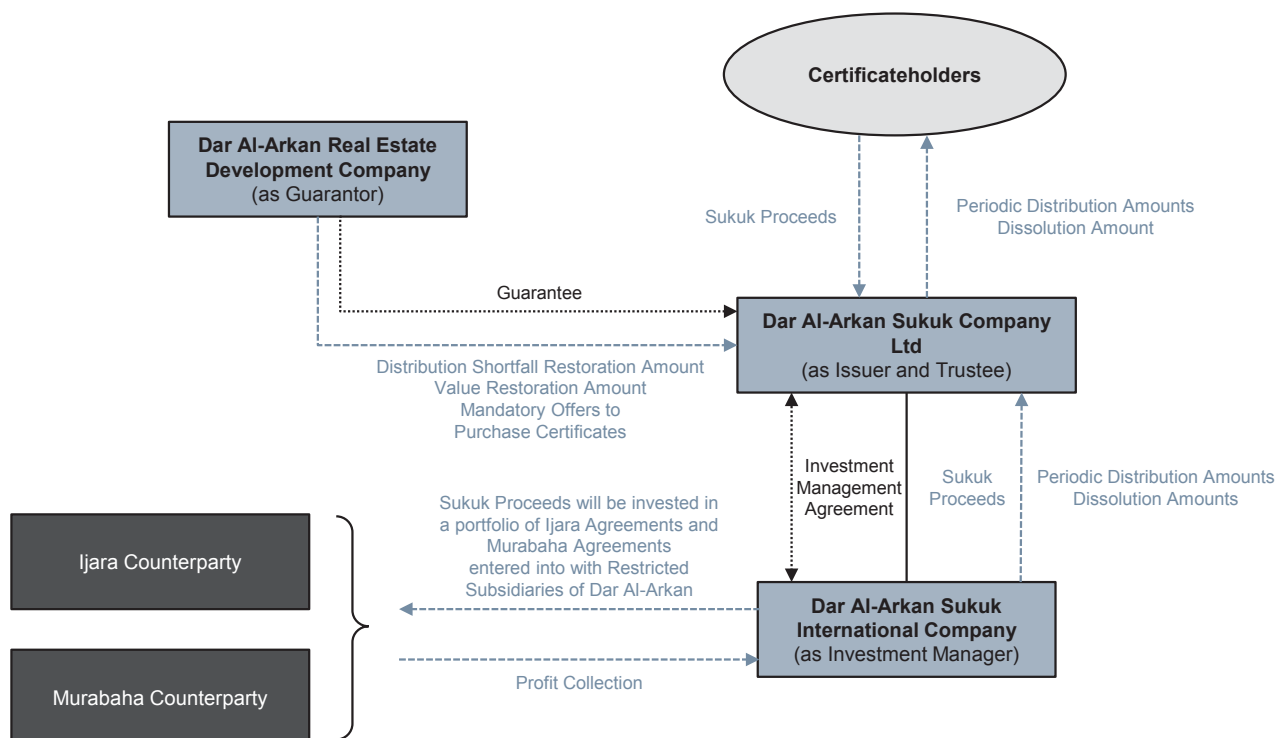 Certificateholders
Dar Al-Arkan Real Estate
Development Company
(as Guarantor)
Sukuk Proceeds
Periodic Distribution Amounts
Dissolution Amount
Guarantee
Dar Al-Arkan Sukuk Company
Ltd
(as Issuer and Trustee)
Distribution Shortfall Restoration Amount
Value Restoration Amount
Mandatory Offers to
Purchase Certificates
Investment
Management
Agreement
Sukuk
Proceeds
Periodic Distribution Amounts
Dissolution Amounts
Sukuk Proceeds will be invested in
a portfolio of Ijara Agreements and
Murabaha Agreements
entered into with Restricted
Subsidiaries of Dar Al-Arkan
Ijara Counterparty
Dar Al-Arkan Sukuk
International Company
(as Investment Manager)
Profit Collection
Murabaha Counterparty